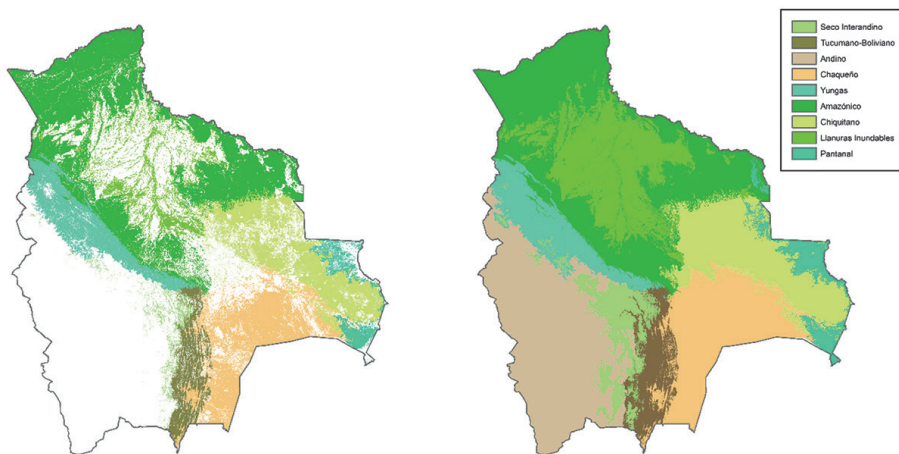 Seco Interandino
Tucumano-Boliviano
Andino
Chaqueño
Yungas
Amazónico
Chiquitano
Llanuras Inundables
Pantanal